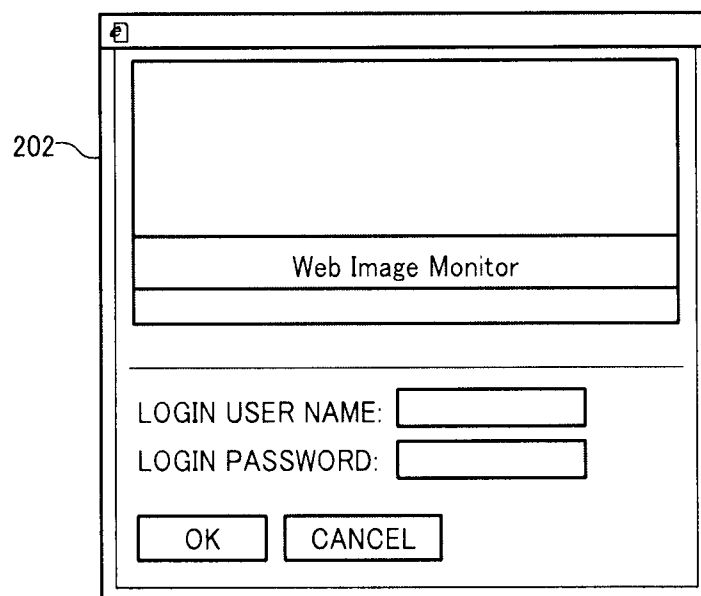 202
Web Image Monitor
LOGIN USER NAME:
LOGIN PASSWORD:
OK CANCEL